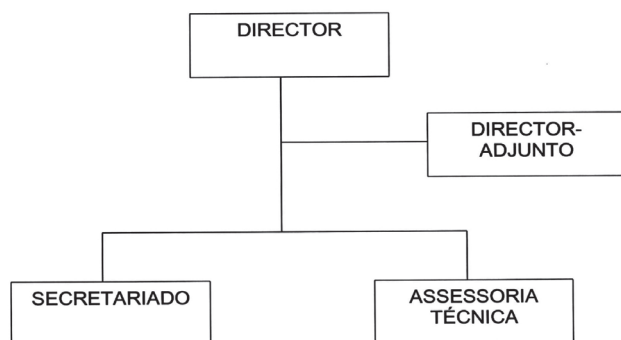 DIRECTOR
DIRECTOR-
ADJUNTO
SECRETARIADO
ASSESSORIA
TÉCNICA